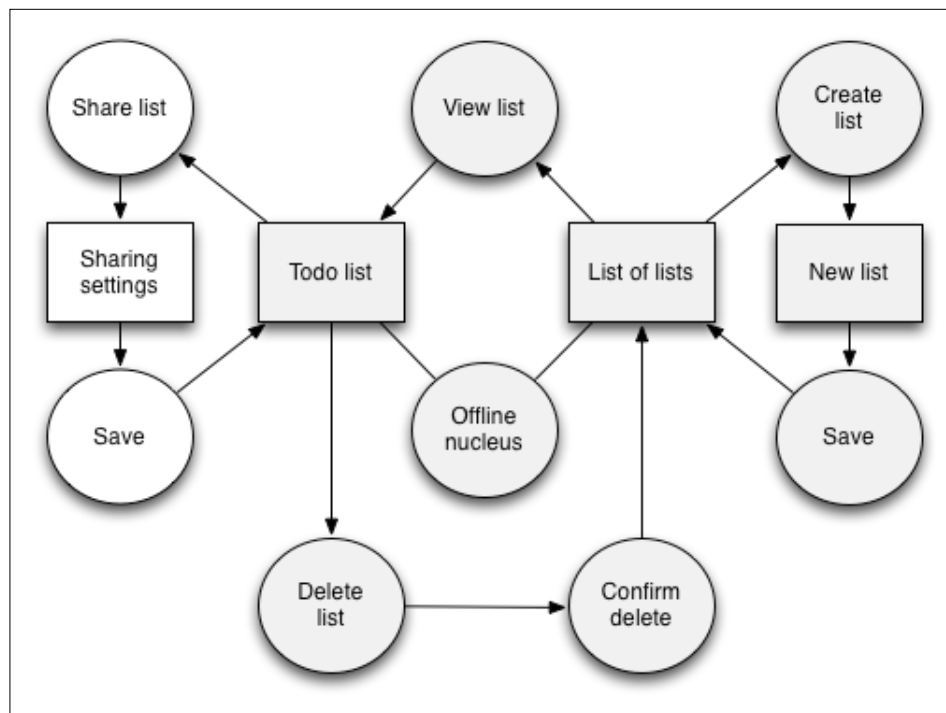 Share list
View list
Create
list
Sharing
settings
Todo list
List of lists
New list
Save
Offline
nucleus
Save
Delete
list
Confirm
delete